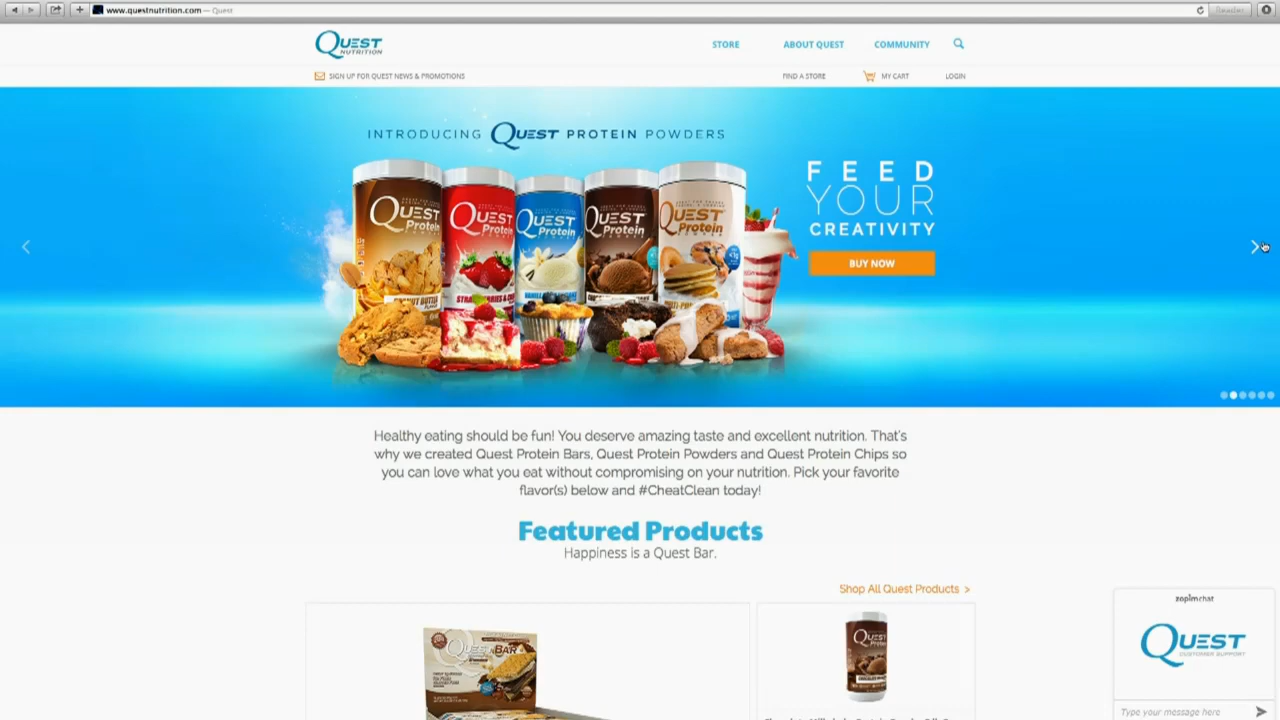 www.questnutrition.com — Quest
Reader
QUEST
NUTRITION
STORE
ABOUT QUEST
COMMUNITY
SIGN UP FOR QUEST NEWS & PROMOTIONS
FIND A STORE
MY CART
LOGIN
INTRODUCING QUEST PROTEIN POWDERS
FEED
YOUR
CREATIVITY
BUY NOW
QUEST
Protein
QUEST
Protein
QUEST
Protein
QUEST
Protein
QUEST
Protein
Healthy eating should be fun! You deserve amazing taste and excellent nutrition. That's
why we created Quest Protein Bars, Quest Protein Powders and Quest Protein Chips so
you can love what you eat without compromising on your nutrition. Pick your favorite
flavor(s) below and #CheatClean today!
Featured Products
Happiness is a Quest Bar.
Shop All Quest Products >
QUEST BAR
QUEST
Protein
zopim chat
QUEST
CUSTOMER SUPPORT
Type your message here